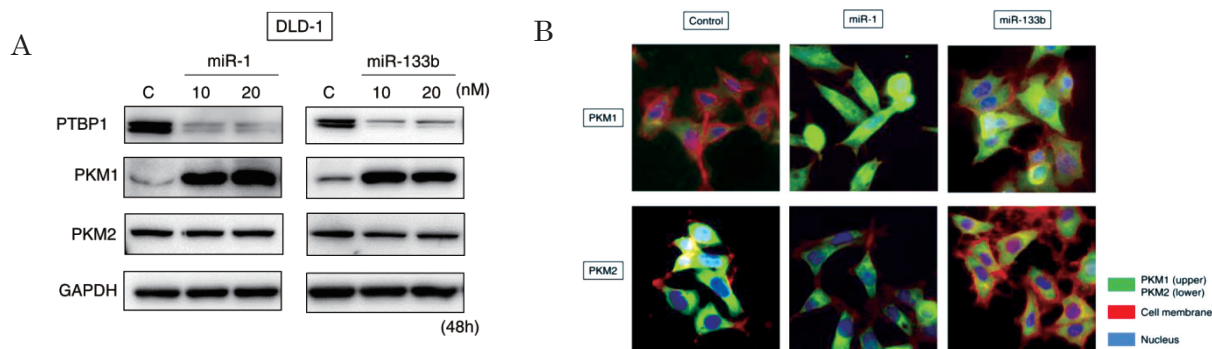 A
DLD-1
miR-1
miR-133b
C 10 20
C 10 20 (nM)
PTBP1
PKM1
PKM2
GAPDH
(48h)
B
Control
miR-1
miR-133b
PKM1
PKM2
PKM1 (upper)
PKM2 (lower)
Cell membrane
Nucleus